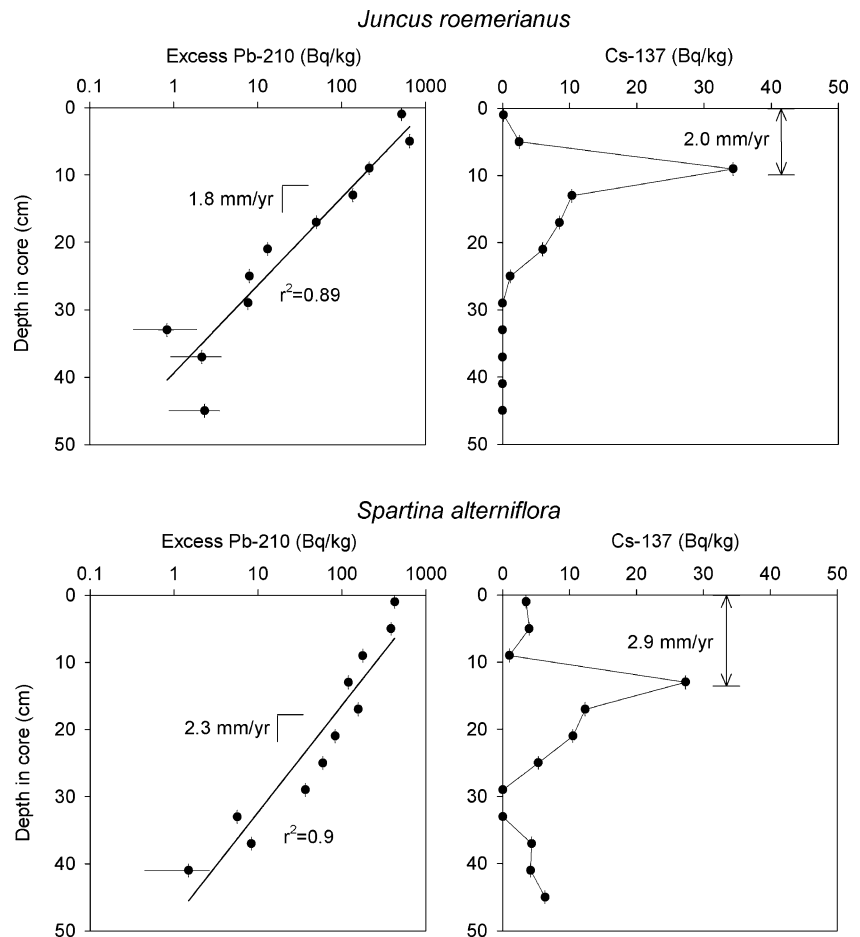 Juncus roemerianus
Excess Pb-210 (Bq/kg)
Cs-137 (Bq/kg)
0.1 1 10 100 1000
0 10 20 30 40 50
0
10
20
30
40
50
Depth in core (cm)
1.8 mm/yr
r²=0.89
0
10
20
30
40
50
2.0 mm/yr
Spartina alterniflora
Excess Pb-210 (Bq/kg)
Cs-137 (Bq/kg)
0.1 1 10 100 1000
0 10 20 30 40 50
0
10
20
30
40
50
Depth in core (cm)
2.3 mm/yr
r²=0.9
0
10
20
30
40
50
2.9 mm/yr